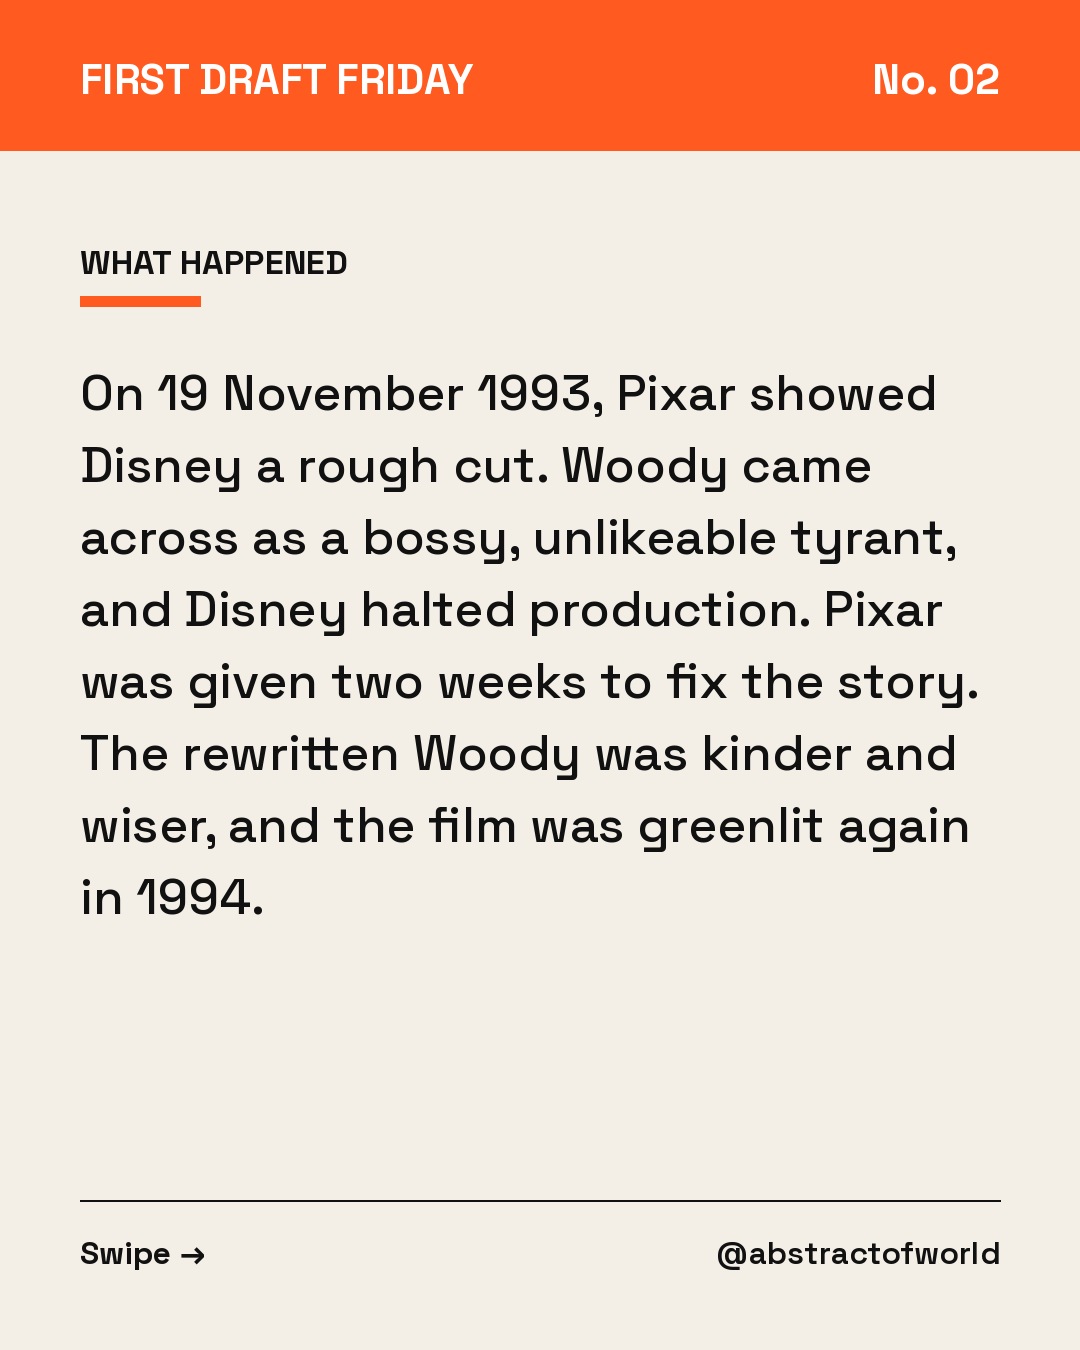 FIRST DRAFT FRIDAY No. 02
WHAT HAPPENED
On 19 November 1993, Pixar showed
Disney a rough cut. Woody came
across as a bossy, unlikeable tyrant,
and Disney halted production. Pixar
was given two weeks to fix the story.
The rewritten Woody was kinder and
wiser, and the film was greenlit again
in 1994.
Swipe → @abstractofworld